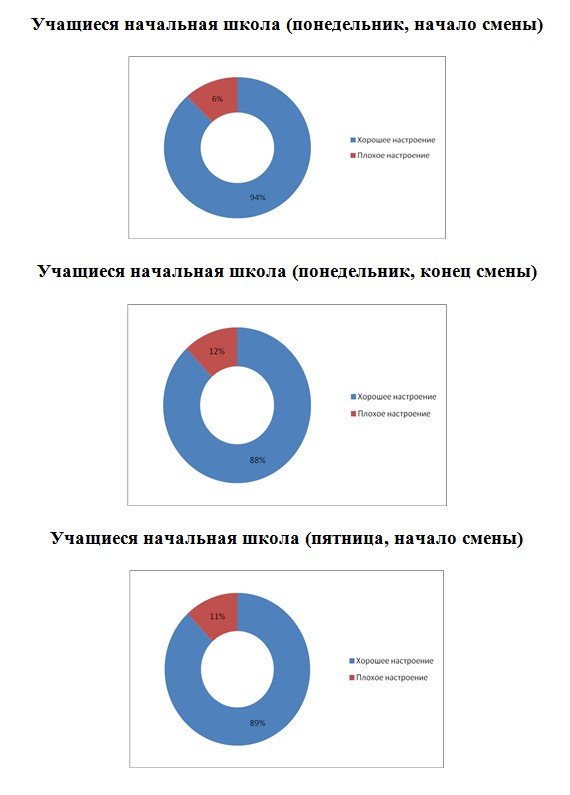 Учащиеся начальная школа (понедельник, начало смены)
6%
Хорошее настроение
Плохое настроение
94%
Учащиеся начальная школа (понедельник, конец смены)
12%
Хорошее настроение
Плохое настроение
88%
Учащиеся начальная школа (пятница, начало смены)
11%
Хорошее настроение
Плохое настроение
89%